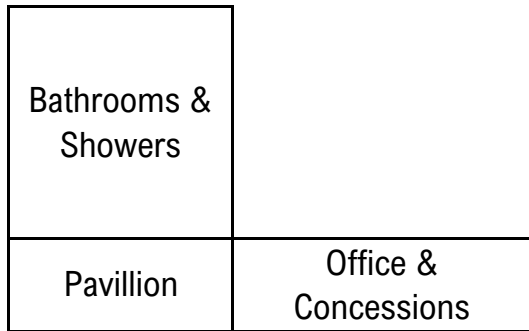 Bathrooms &
Showers
Pavillion
Office &
Concessions